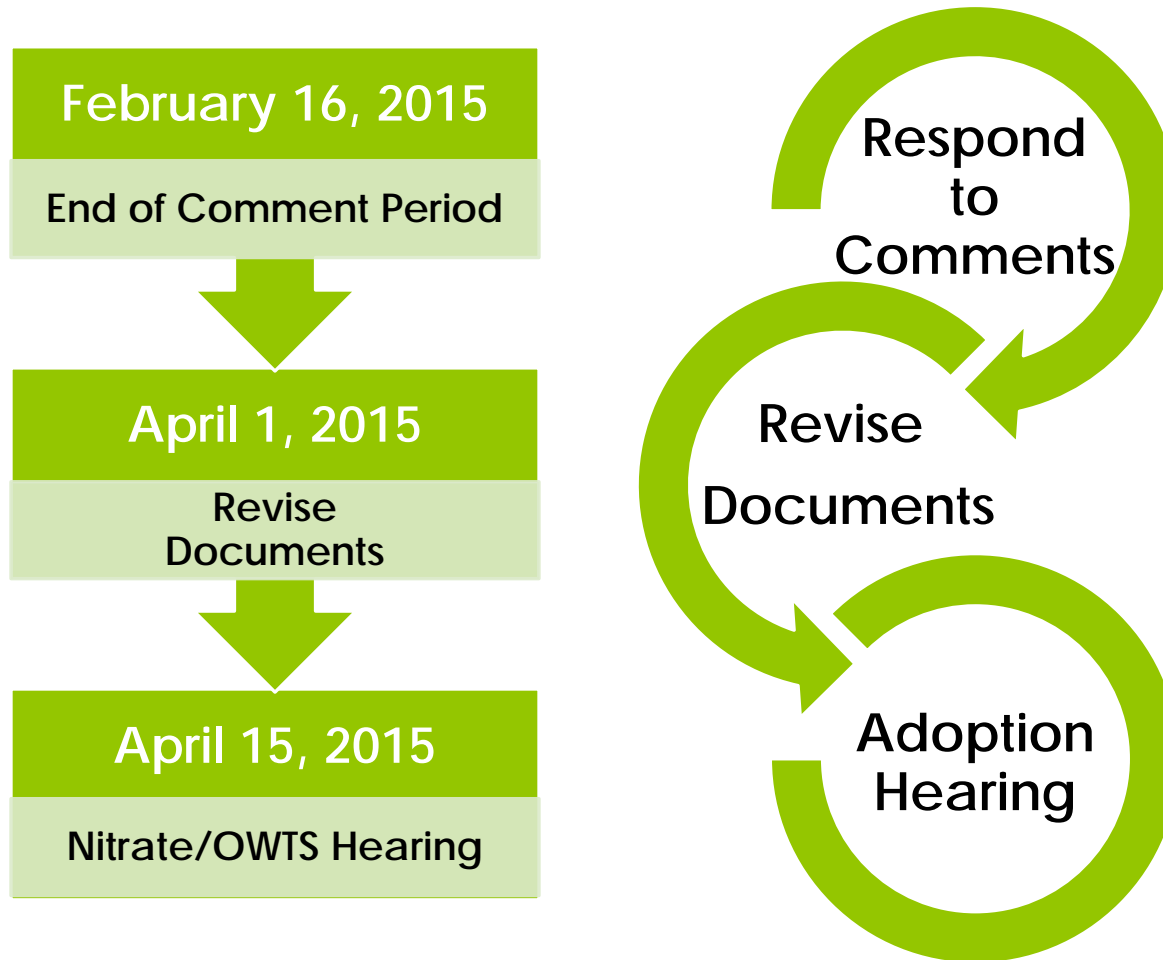 February 16, 2015
End of Comment Period
April 1, 2015
Revise
Documents
April 15, 2015
Nitrate/OWTS Hearing
Respond
to
Comments
Revise
Documents
Adoption
Hearing